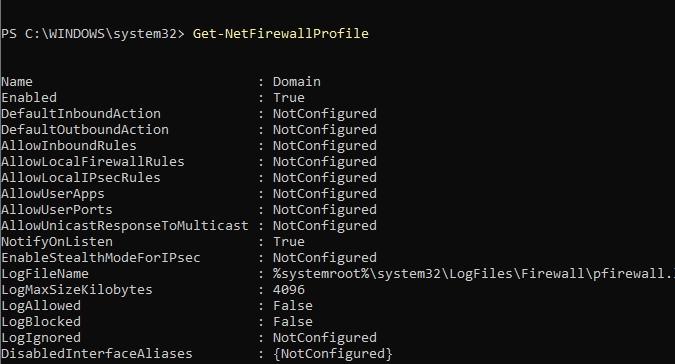 PS C:\WINDOWS\system32> Get-NetFirewallProfile
Name : Domain
Enabled : True
DefaultInboundAction : NotConfigured
DefaultOutboundAction : NotConfigured
AllowInboundRules : NotConfigured
AllowLocalFirewallRules : NotConfigured
AllowLocalIPsecRules : NotConfigured
AllowUserApps : NotConfigured
AllowUserPorts : NotConfigured
AllowUnicastResponseToMulticast : NotConfigured
NotifyOnListen : True
EnableStealthModeForIPsec : NotConfigured
LogFileName : %systemroot%\system32\LogFiles\Firewall\pfirewall.
LogMaxSizeKilobytes : 4096
LogAllowed : False
LogBlocked : False
LogIgnored : NotConfigured
DisabledInterfaceAliases : {NotConfigured}